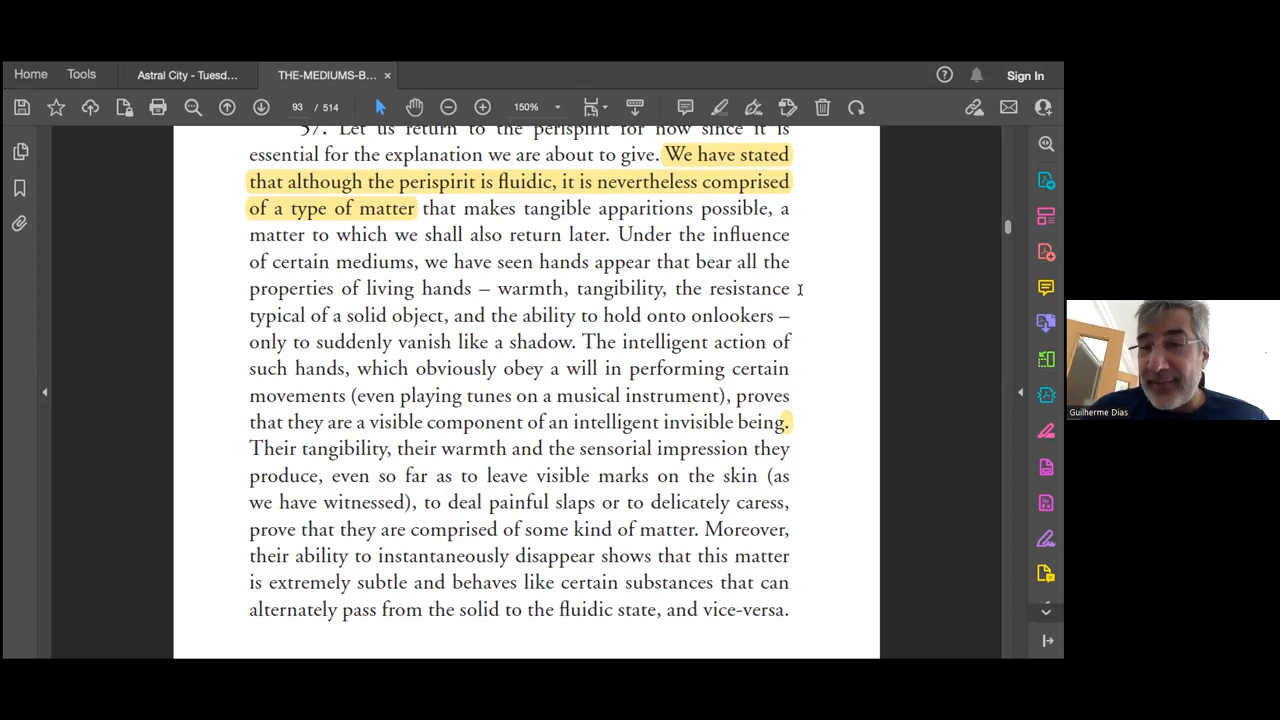 Home
Tools
Astral City - Tuesd...
THE-MEDIUMS-B...
Sign In
93 / 514
150%
57. Let us return to the perispirit for now since it is
essential for the explanation we are about to give. We have stated
that although the perispirit is fluidic, it is nevertheless comprised
of a type of matter that makes tangible apparitions possible, a
matter to which we shall also return later. Under the influence
of certain mediums, we have seen hands appear that bear all the
properties of living hands – warmth, tangibility, the resistance
typical of a solid object, and the ability to hold onto onlookers –
only to suddenly vanish like a shadow. The intelligent action of
such hands, which obviously obey a will in performing certain
movements (even playing tunes on a musical instrument), proves
that they are a visible component of an intelligent invisible being.
Their tangibility, their warmth and the sensorial impression they
produce, even so far as to leave visible marks on the skin (as
we have witnessed), to deal painful slaps or to delicately caress,
prove that they are comprised of some kind of matter. Moreover,
their ability to instantaneously disappear shows that this matter
is extremely subtle and behaves like certain substances that can
alternately pass from the solid to the fluidic state, and vice-versa.
Guilherme Dias